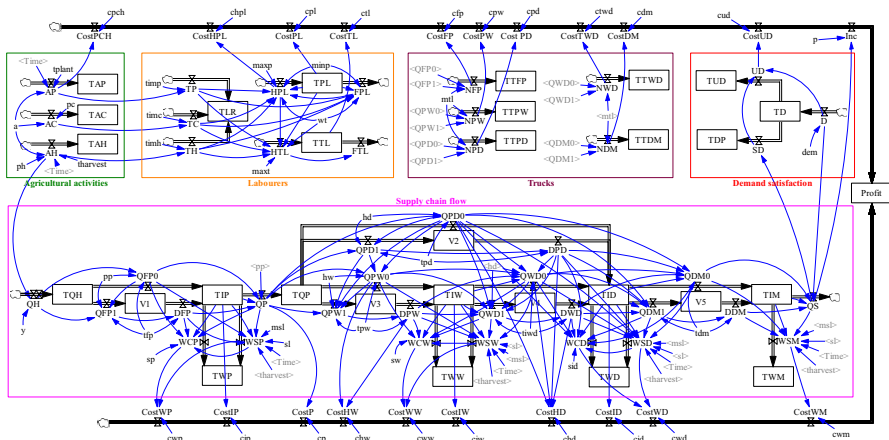 cpch chpl cpl ctl cfp cpw cpd ctwd cdm cud
CostPCH CostHPL CostPL CostTL CostFP CostPW Cost PD CostTWD CostDM CostUD p Inc
<Time> tplant TAP AP
pc TAC a AC
TAH AH ph tharvest <Time>
Agricultural activities
timp TP maxp HPL minp TPL FPL
timc TC TLR wt
timh TH HTL TTL FTL maxt
Labourers
<QFP0> <QFP1> NFP TTFP
mtl <QPW0> NPW TTPW <QPW1>
<QPD0> NPD TTPD <QPD1>
<QWD0> NWD TTWD <QWD1>
<mtl>
<QDM0> NDM TTDM <QDM1>
Trucks
TUD UD TD D
TDP SD dem
Demand satisfaction
Profit
Supply chain flow
hd QPD0 QPD1 V2 DPD tpd
pp QFP0 <pp> hw QPW0 <hd> QWD0 QDM0
QH TQH QFP1 V1 DFP TIP QP TQP QPW1 V3 DPW TIW QWD1 DWD TID QDM1 V5 DDM TIM QS
y tfp msl tpw tiwd tdm <msl>
WCP WSP sl WCW WSW <msl> WCD WSD <msl> WSM <sl>
sp <Time> sw <sl> sid <sl> <Time>
<tharvest> <Time> <Time> <tharvest>
TWP TWW <tharvest> TWD <tharvest> TWM
CostWP CostIP CostP CostHW CostWW CostIW CostHD CostID CostWD CostWM
cwp cip cp chw cww ciw chd cid cwd cwm